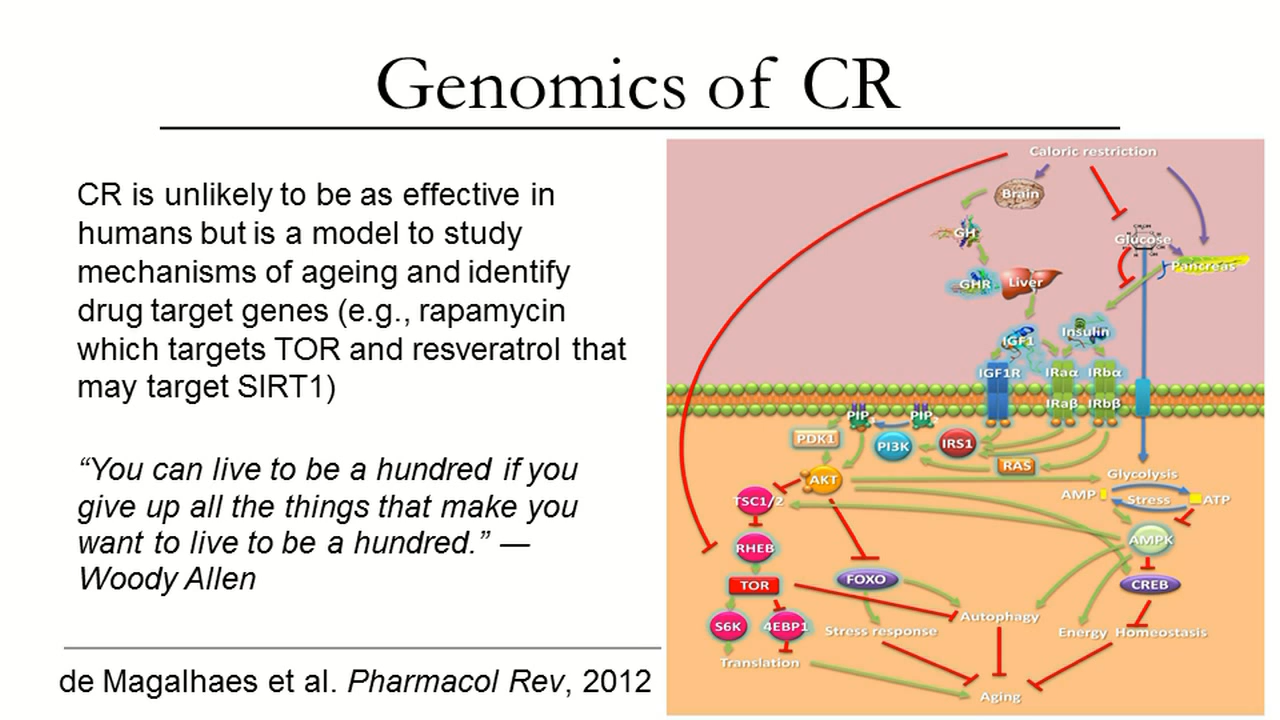 Genomics of CR
CR is unlikely to be as effective in
humans but is a model to study
mechanisms of ageing and identify
drug target genes (e.g., rapamycin
which targets TOR and resveratrol that
may target SIRT1)
“You can live to be a hundred if you
give up all the things that make you
want to live to be a hundred.” —
Woody Allen
de Magalhaes et al. Pharmacol Rev, 2012
Caloric restriction
Brain
GH
Glucose
Pancreas
GHR
Liver
IGF1
Insulin
IGF1R
IRaα
IRbα
IRaβ
IRbβ
PIP
PIP
PDK1
PI3K
IRS1
RAS
AKT
Glycolysis
TSC1/2
AMP
Stress
ATP
RHEB
AMPK
TOR
FOXO
CREB
S6K
4EBP1
Stress response
Autophagy
Energy Homeostasis
Translation
Aging